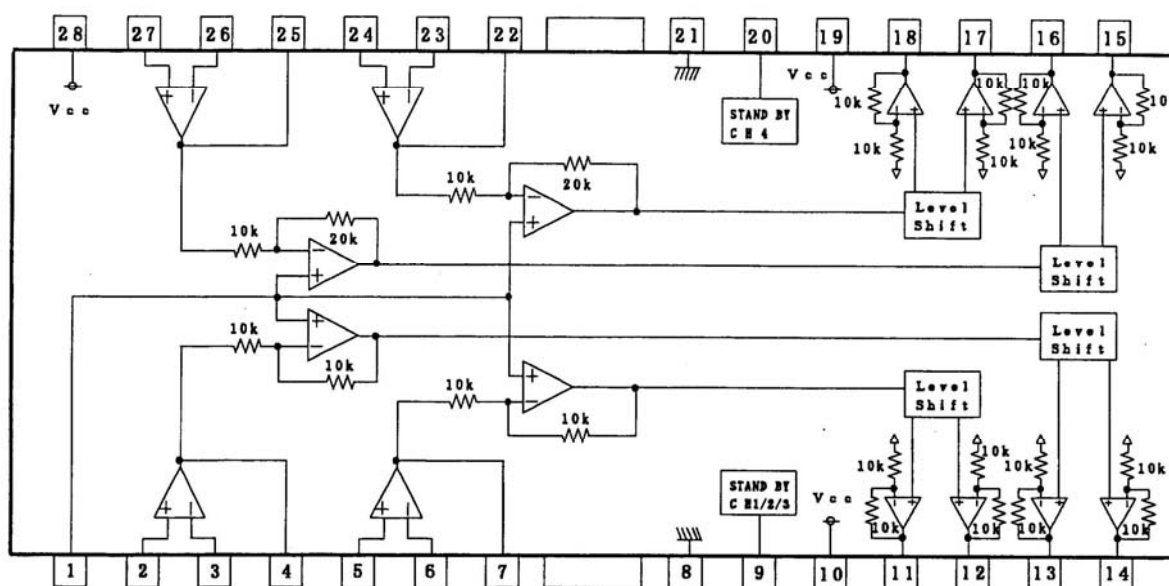 28 27 26 25 24 23 22 21 20 19 18 17 16 15
Vcc
+ −
+ −
STAND BY
CH4
Vcc
10k
10k
10k
10k
10k
10k
10k
10k
10k
20k
− +
Level
Shift
10k
20k
− +
Level
Shift
10k
+ −
10k
Level
Shift
10k
+ −
10k
Level
Shift
+ −
+ −
STAND BY
CH1/2/3
Vcc
10k
10k
10k
10k
10k
10k
10k
10k
1 2 3 4 5 6 7 8 9 10 11 12 13 14